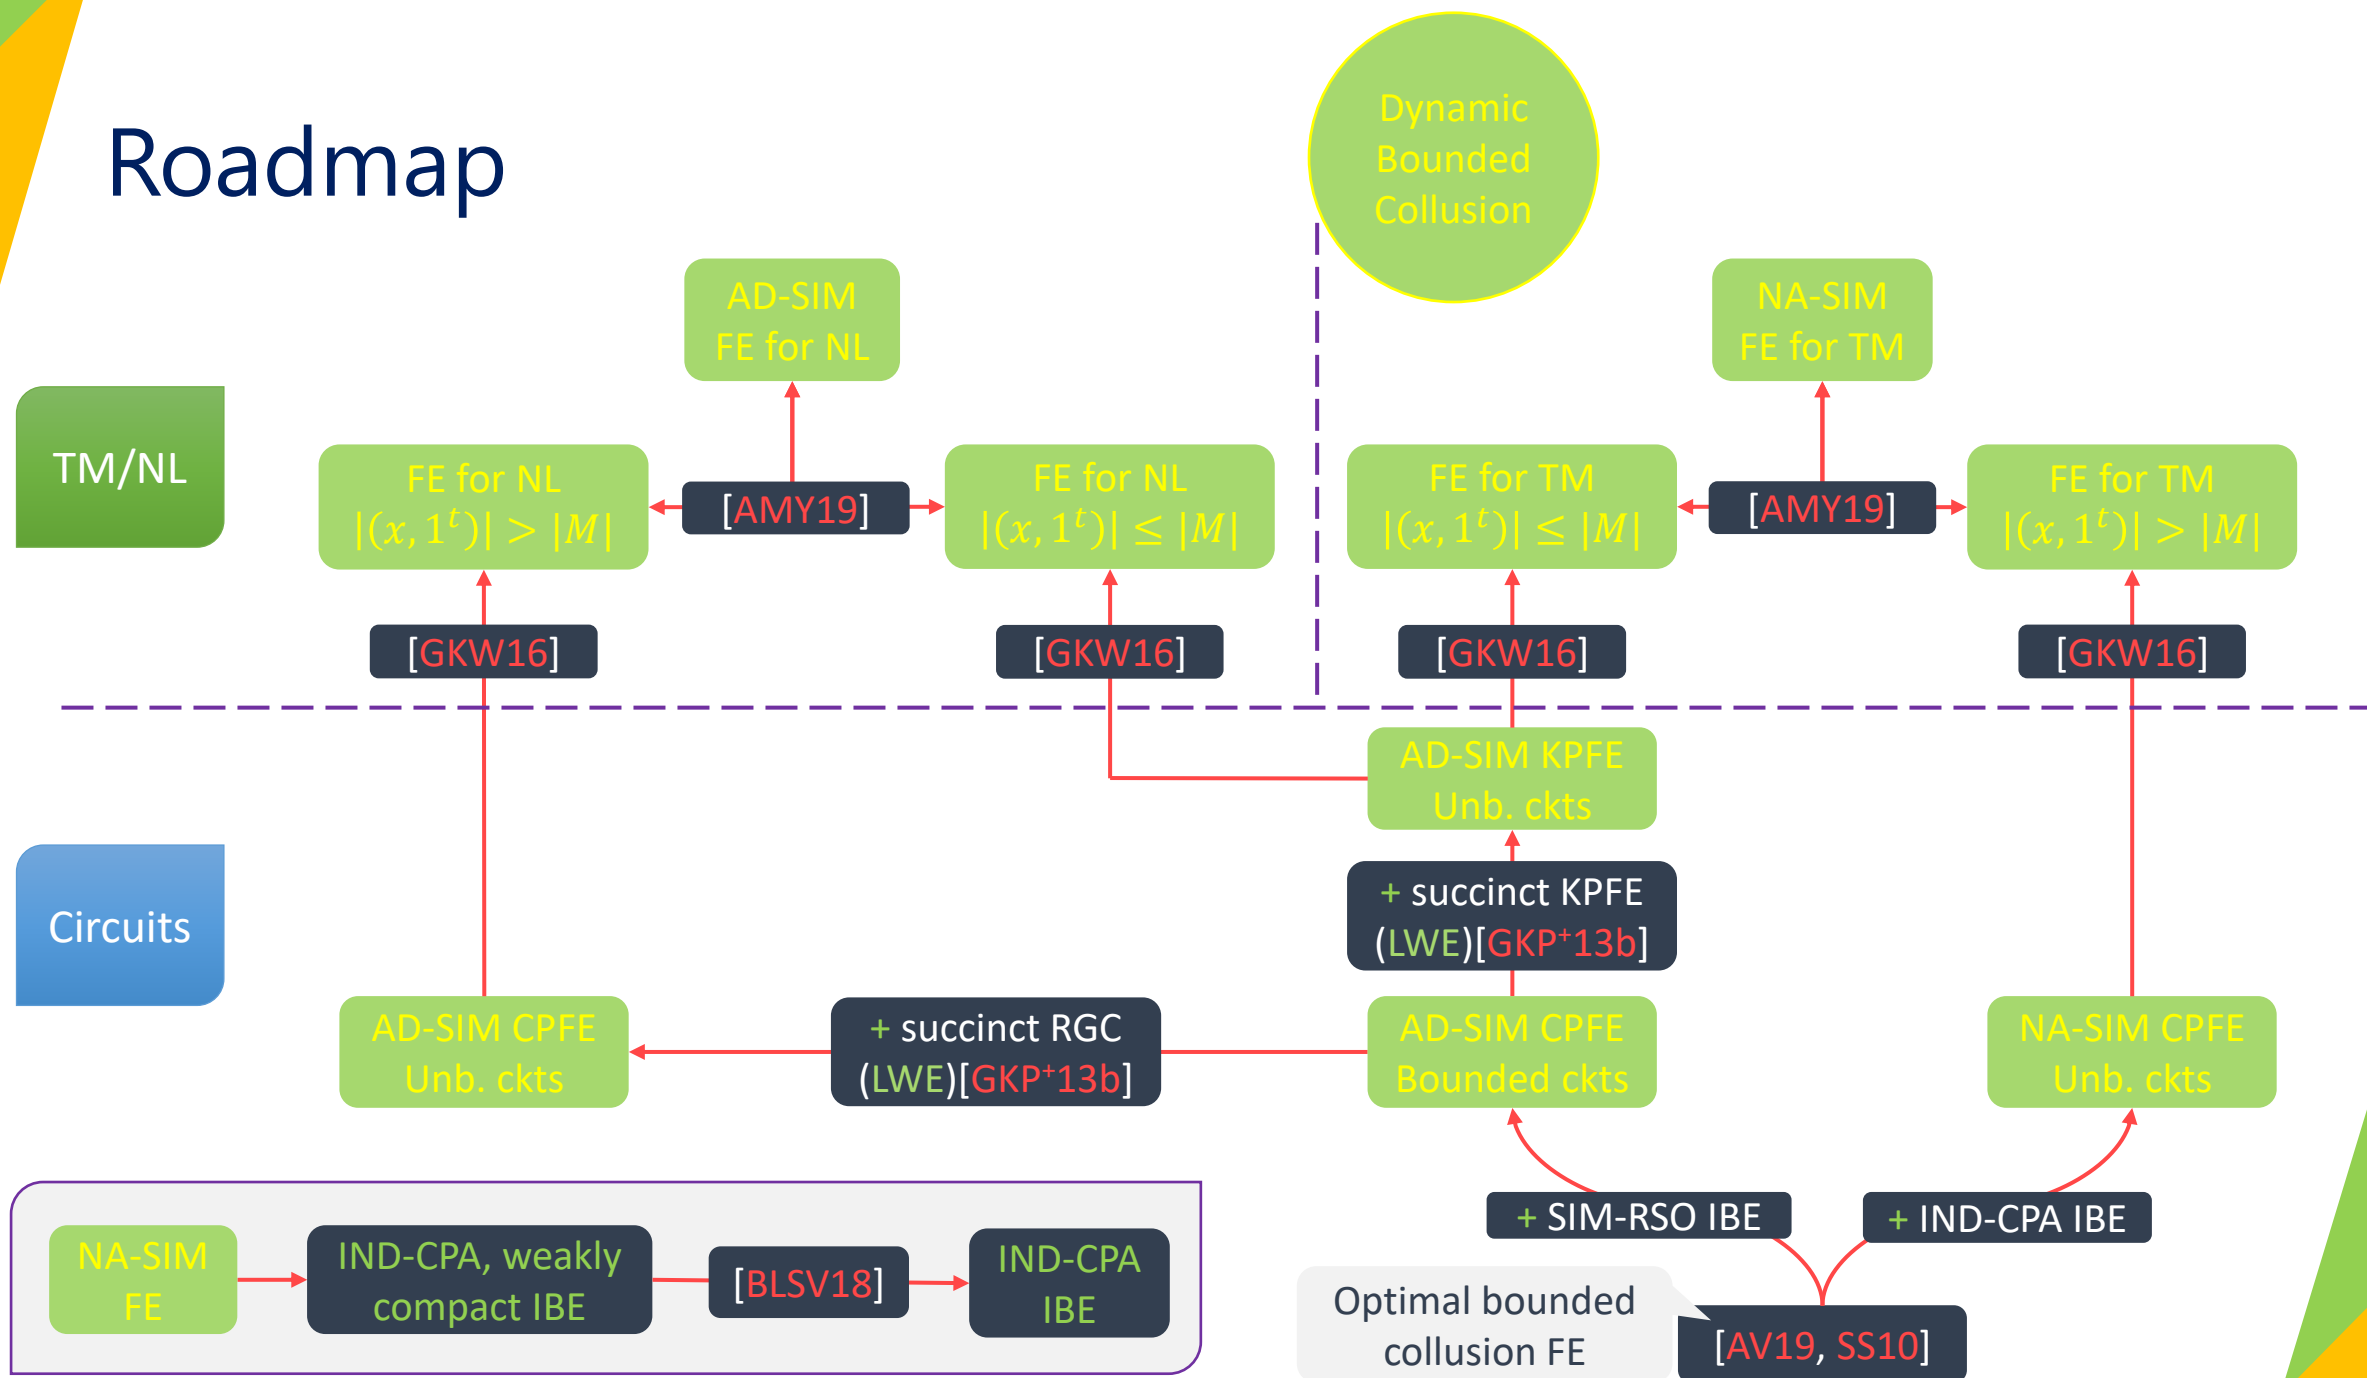 Roadmap
Dynamic
Bounded
Collusion
AD-SIM
FE for NL
NA-SIM
FE for TM
TM/NL
FE for NL
|(x, 1^t)| > |M|
[AMY19]
FE for NL
|(x, 1^t)| ≤ |M|
FE for TM
|(x, 1^t)| ≤ |M|
[AMY19]
FE for TM
|(x, 1^t)| > |M|
[GKW16]
[GKW16]
[GKW16]
[GKW16]
AD-SIM KPFE
Unb. ckts
Circuits
+ succinct KPFE
(LWE)[GKP⁺13b]
AD-SIM CPFE
Unb. ckts
+ succinct RGC
(LWE)[GKP⁺13b]
AD-SIM CPFE
Bounded ckts
NA-SIM CPFE
Unb. ckts
+ SIM-RSO IBE
+ IND-CPA IBE
NA-SIM
FE
IND-CPA, weakly
compact IBE
[BLSV18]
IND-CPA
IBE
Optimal bounded
collusion FE
[AV19, SS10]